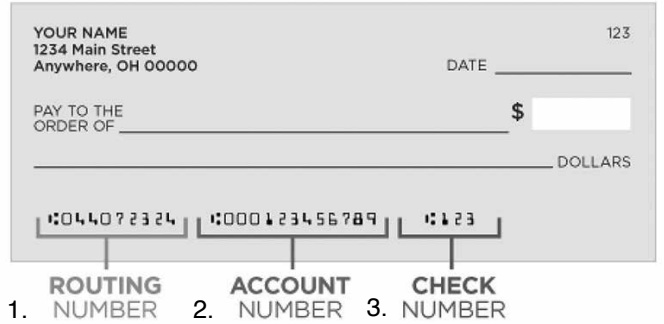 YOUR NAME 123
1234 Main Street
Anywhere, OH 00000
DATE
PAY TO THE
ORDER OF $
DOLLARS
⑆044072324 ⑆000123456789 ⑆123
ROUTING ACCOUNT CHECK
1. NUMBER 2. NUMBER 3. NUMBER